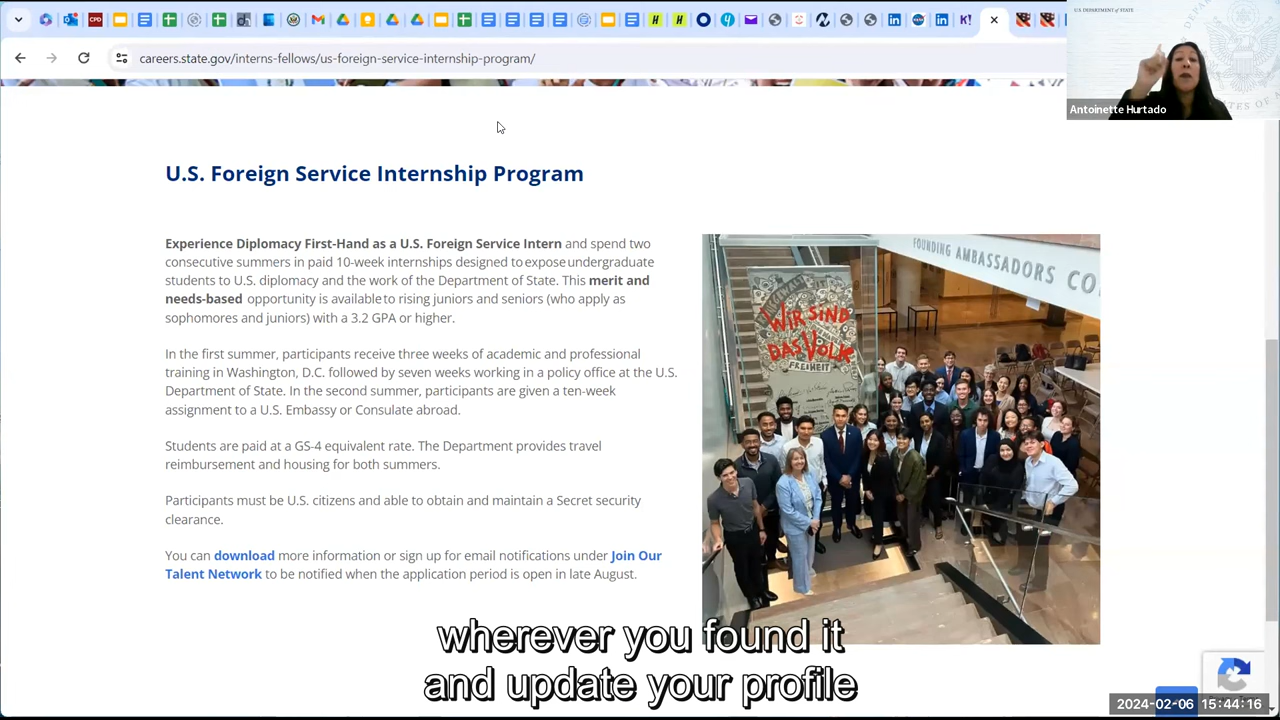 CPD
careers.state.gov/interns-fellows/us-foreign-service-internship-program/
U.S. DEPARTMENT OF STATE
Antoinette Hurtado
U.S. Foreign Service Internship Program
Experience Diplomacy First-Hand as a U.S. Foreign Service Intern and spend two
consecutive summers in paid 10-week internships designed to expose undergraduate
students to U.S. diplomacy and the work of the Department of State. This merit and
needs-based opportunity is available to rising juniors and seniors (who apply as
sophomores and juniors) with a 3.2 GPA or higher.
In the first summer, participants receive three weeks of academic and professional
training in Washington, D.C. followed by seven weeks working in a policy office at the U.S.
Department of State. In the second summer, participants are given a ten-week
assignment to a U.S. Embassy or Consulate abroad.
Students are paid at a GS-4 equivalent rate. The Department provides travel
reimbursement and housing for both summers.
Participants must be U.S. citizens and able to obtain and maintain a Secret security
clearance.
You can download more information or sign up for email notifications under Join Our
Talent Network to be notified when the application period is open in late August.
FOUNDING AMBASSADORS CO
WIR SIND
DAS VOLK
FREIHEIT
wherever you found it
and update your profile
2024-02-06 15:44:16